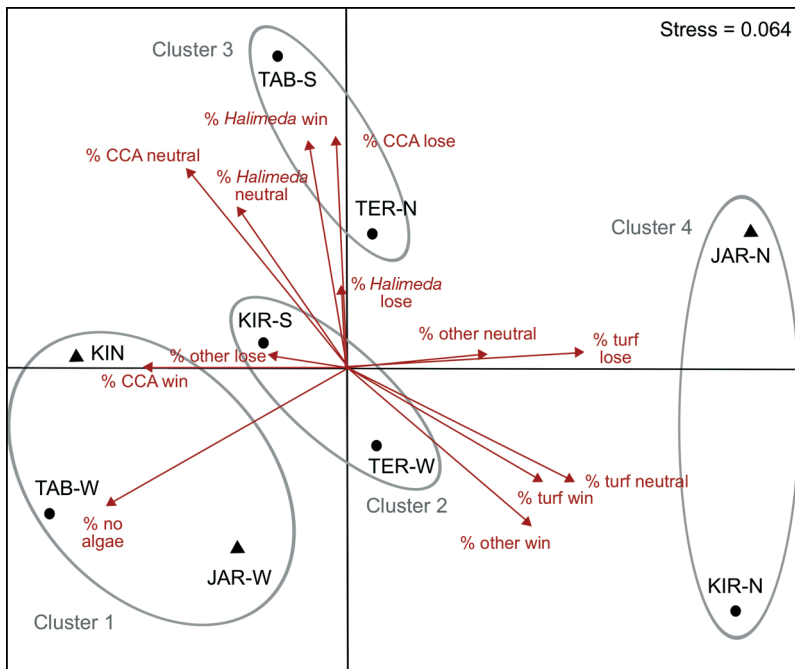 Stress = 0.064
Cluster 3
TAB-S
% Halimeda win
% CCA lose
% CCA neutral
% Halimeda
neutral
TER-N
Cluster 4
JAR-N
% Halimeda
lose
KIR-S
% other neutral
% turf
lose
KIN
% other lose
% CCA win
TER-W
TAB-W
% turf neutral
% turf win
Cluster 2
% no
algae
% other win
JAR-W
KIR-N
Cluster 1